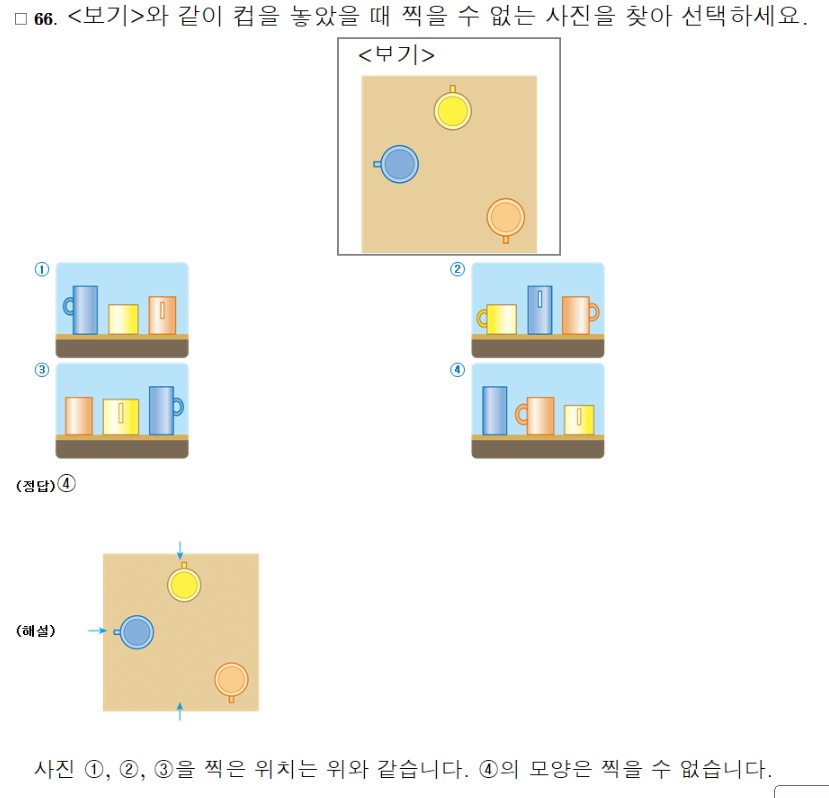 □ 66. <보기>와 같이 컵을 놓았을 때 찍을 수 없는 사진을 찾아 선택하세요.
<보기>
①
②
③
④
(정답)④
(해설)
사진 ①, ②, ③을 찍은 위치는 위와 같습니다. ④의 모양은 찍을 수 없습니다.